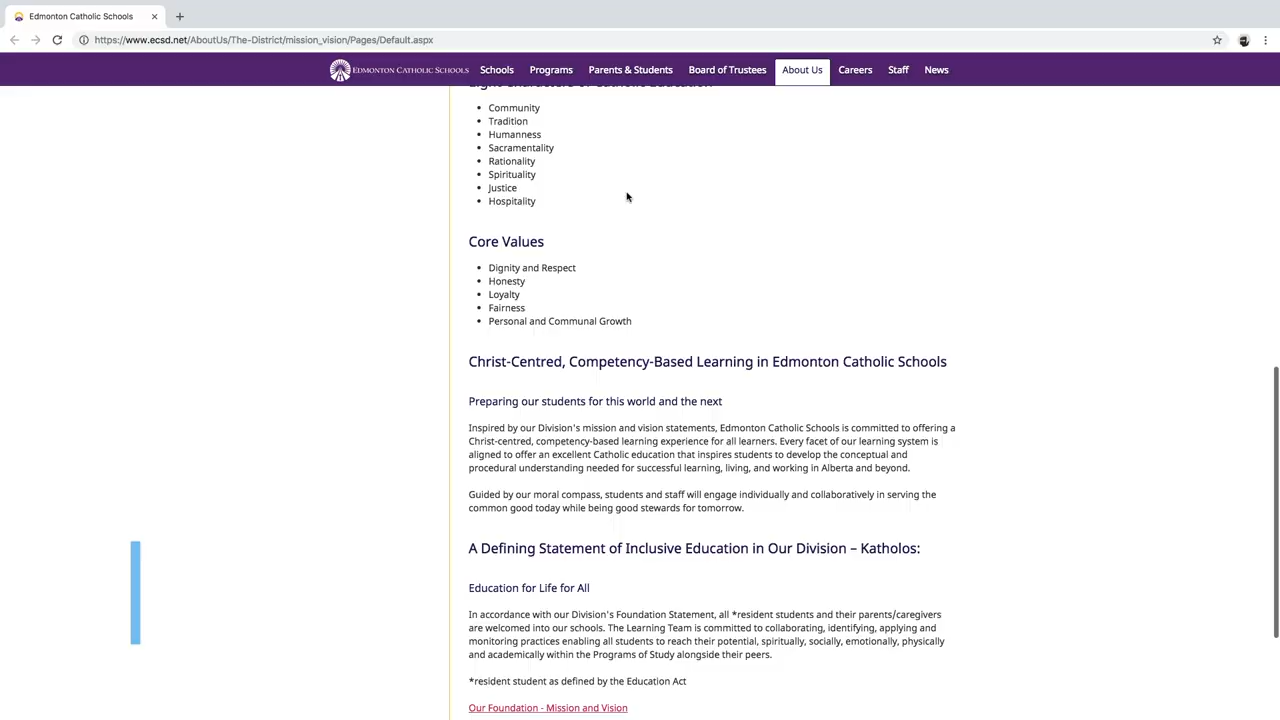 Edmonton Catholic Schools
https://www.ecsd.net/AboutUs/The-District/mission_vision/Pages/Default.aspx
EDMONTON CATHOLIC SCHOOLS
Schools
Programs
Parents & Students
Board of Trustees
About Us
Careers
Staff
News
Eight Characters of Catholic Education
Community
Tradition
Humanness
Sacramentality
Rationality
Spirituality
Justice
Hospitality
Core Values
Dignity and Respect
Honesty
Loyalty
Fairness
Personal and Communal Growth
Christ-Centred, Competency-Based Learning in Edmonton Catholic Schools
Preparing our students for this world and the next
Inspired by our Division's mission and vision statements, Edmonton Catholic Schools is committed to offering a
Christ-centred, competency-based learning experience for all learners. Every facet of our learning system is
aligned to offer an excellent Catholic education that inspires students to develop the conceptual and
procedural understanding needed for successful learning, living, and working in Alberta and beyond.
Guided by our moral compass, students and staff will engage individually and collaboratively in serving the
common good today while being good stewards for tomorrow.
A Defining Statement of Inclusive Education in Our Division – Katholos:
Education for Life for All
In accordance with our Division's Foundation Statement, all *resident students and their parents/caregivers
are welcomed into our schools. The Learning Team is committed to collaborating, identifying, applying and
monitoring practices enabling all students to reach their potential, spiritually, socially, emotionally, physically
and academically within the Programs of Study alongside their peers.
*resident student as defined by the Education Act
Our Foundation - Mission and Vision